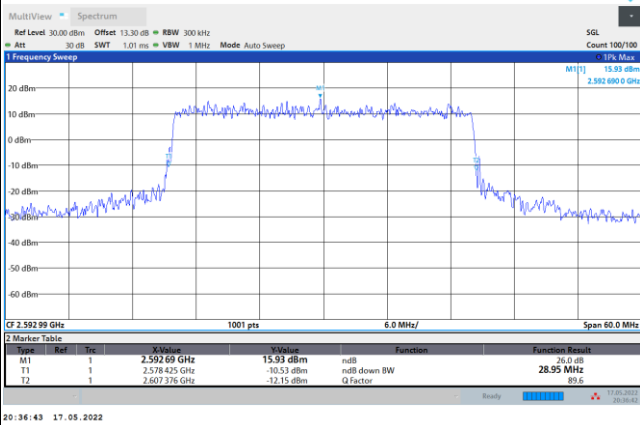 MultiView Spectrum
Ref Level 30.00 dBm Offset 13.30 dB RBW 300 kHz SGL
Att 30 dB SWT 1.01 ms VBW 1 MHz Mode Auto Sweep Count 100/100
1 Frequency Sweep 1Pk Max
M1[1] 15.93 dBm
2.592 690 0 GHz
20 dBm
M1
10 dBm
0 dBm
-10 dBm
-20 dBm
-30 dBm
-40 dBm
-50 dBm
-60 dBm
CF 2.592 99 GHz 1001 pts 6.0 MHz/ Span 60.0 MHz
2 Marker Table
Type Ref Trc X-Value Y-Value Function Function Result
M1 1 2.592 69 GHz 15.93 dBm ndB 26.0 dB
T1 1 2.578 425 GHz -10.53 dBm ndB down BW 28.95 MHz
T2 1 2.607 376 GHz -12.15 dBm Q Factor 89.6
Ready 17.05.2022
20:36:42
20:36:43 17.05.2022